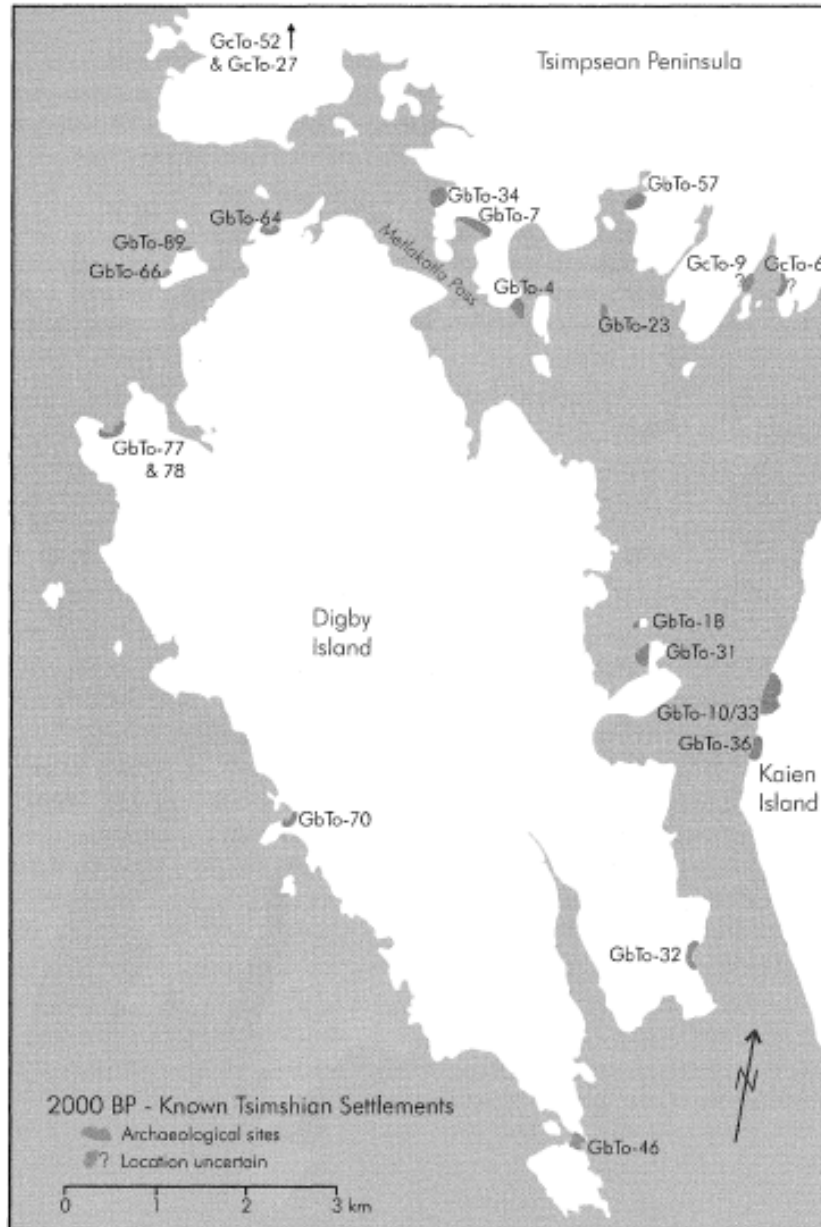 GcTo-52
& GcTo-27
Tsimpsean Peninsula
GbTo-34
GbTo-57
GbTo-7
GbTo-64
Metlakatla Pass
GbTo-89
GbTo-66
GcTo-9
?
GcTo-6
?
GbTo-4
GbTo-23
GbTo-77
& 78
Digby
Island
GbTo-18
GbTo-31
GbTo-10/33
GbTo-36
Kaien
Island
GbTo-70
GbTo-32
N
2000 BP - Known Tsimshian Settlements
Archaeological sites
? Location uncertain
GbTo-46
0 1 2 3 km